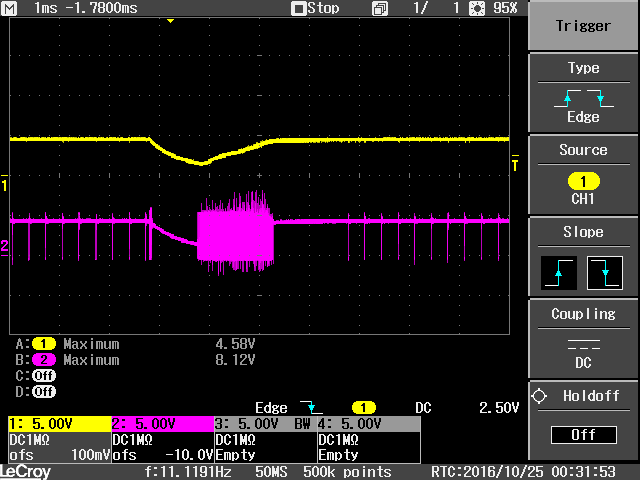 M 1ms -1.7800ms Stop 1/ 1 95%
Trigger
Type
Edge
Source
1
CH1
Slope
Coupling
DC
Holdoff
Off
T
1
2
A: 1 Maximum 4.58V
B: 2 Maximum 8.12V
C: Off
D: Off
Edge 1 DC 2.50V
1: 5.00V 2: 5.00V 3: 5.00V BW 4: 5.00V
DC1MΩ DC1MΩ DC1MΩ DC1MΩ
ofs 100mV ofs -10.0V Empty Empty
LeCroy f:11.1191Hz 50MS 500k points RTC:2016/10/25 00:31:53